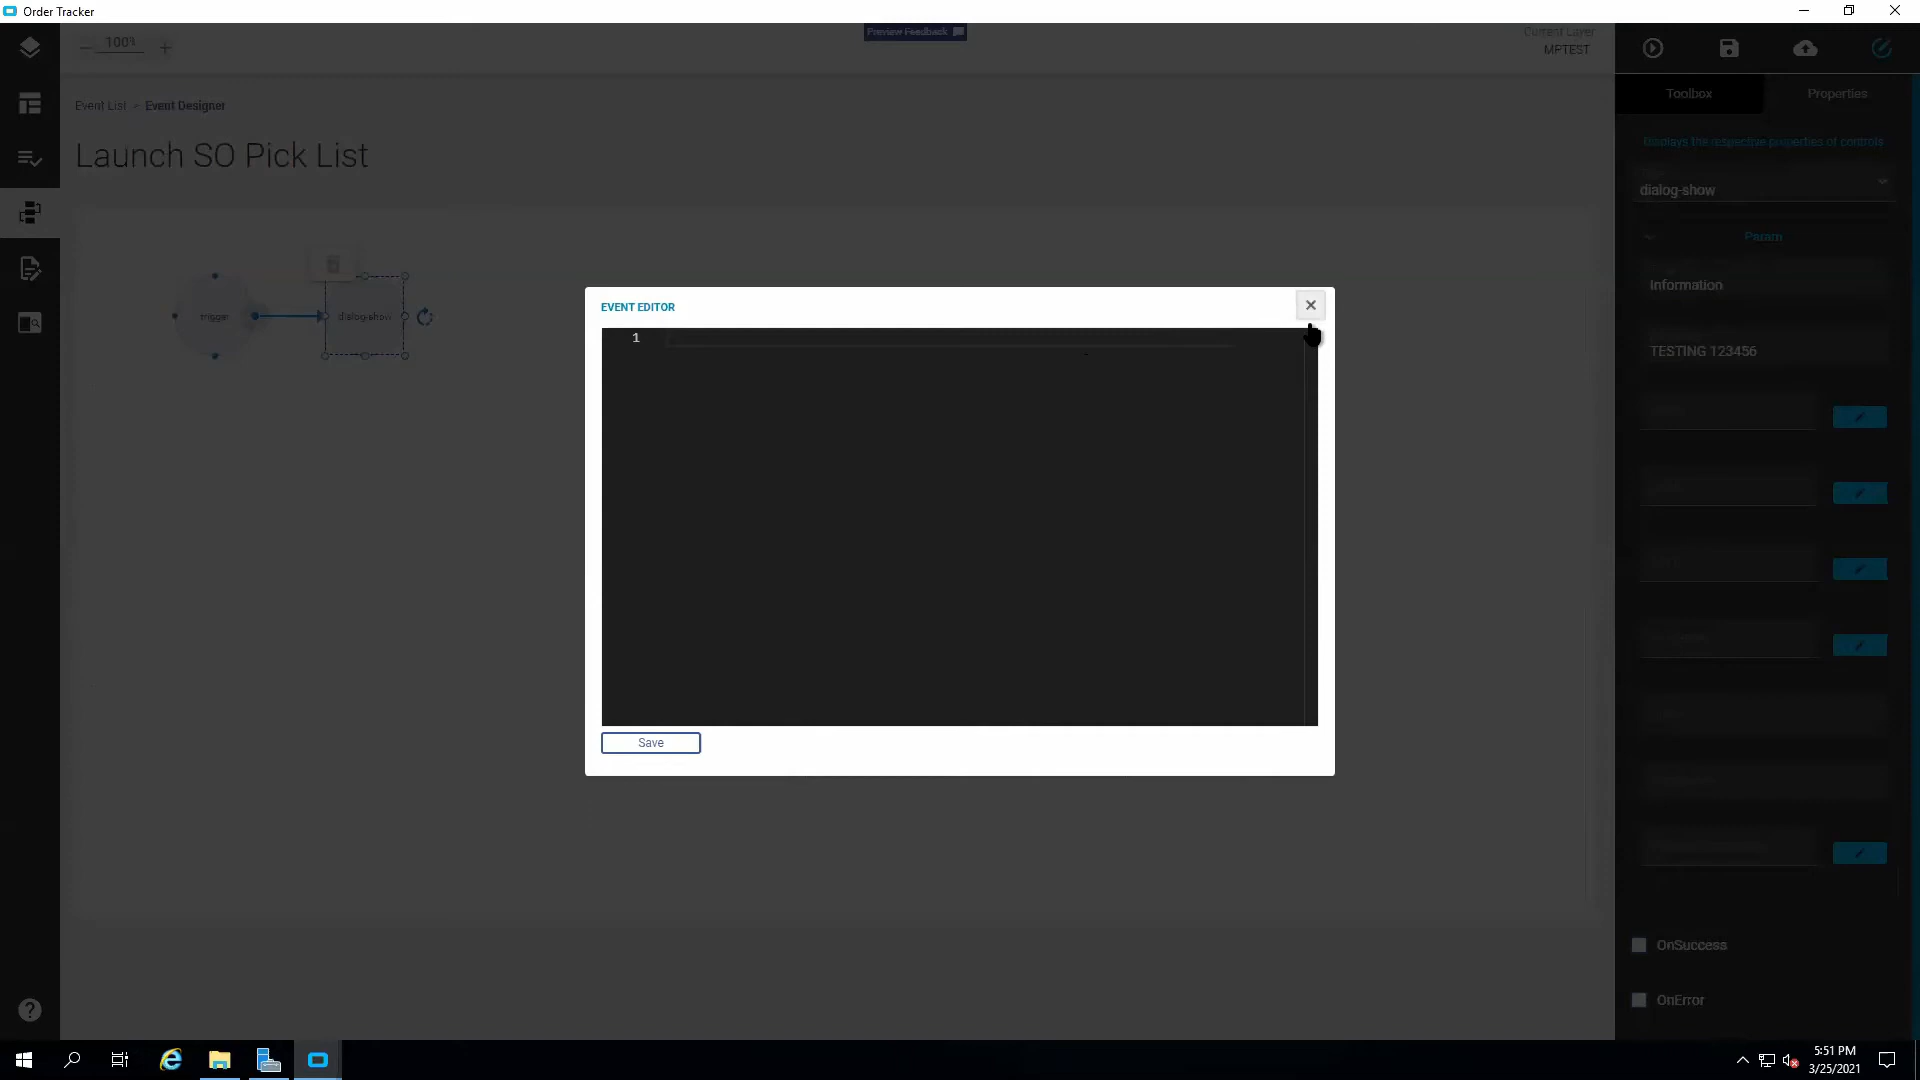 Order Tracker
100%
Preview Feedback
Current Layer
MPTEST
Toolbox
Properties
Event List
Event Designer
Displays the respective properties of controls
Launch SO Pick List
dialog-show
Param
Information
trigger
dialog-show
EVENT EDITOR
1
TESTING 123456
Save
OnSuccess
OnError
5:51 PM
3/25/2021